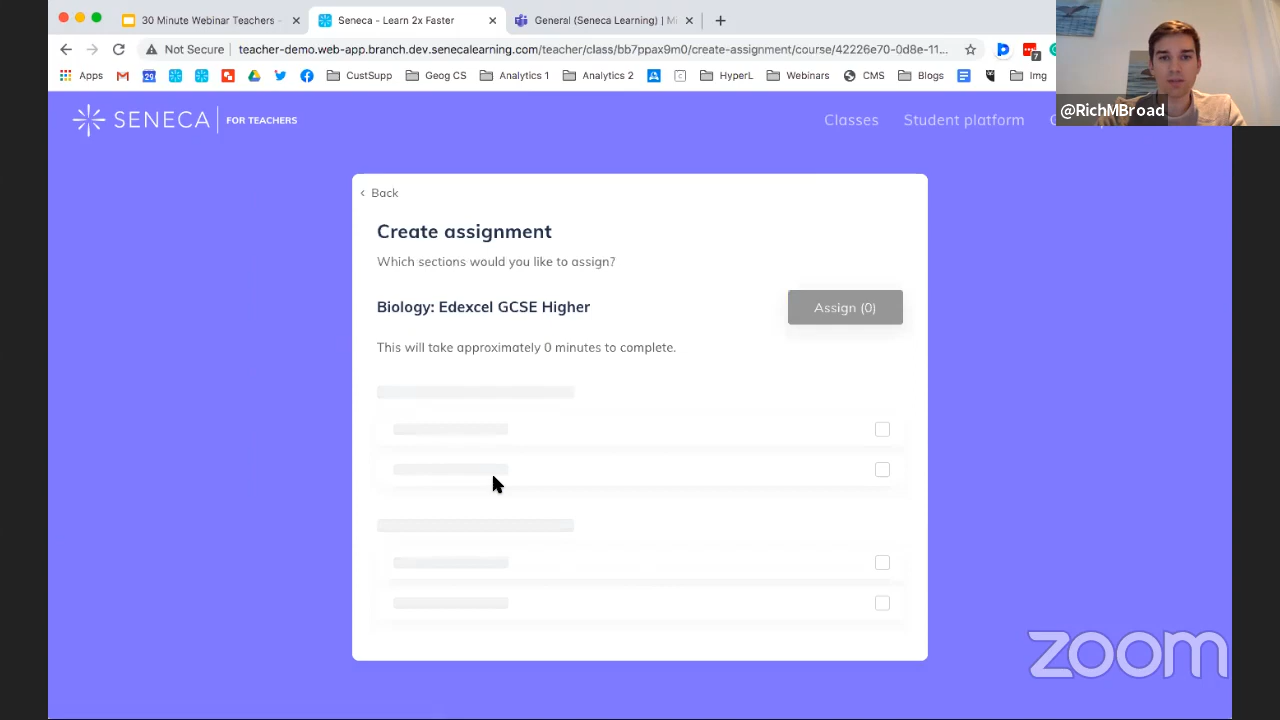 30 Minute Webinar Teachers -
Seneca - Learn 2x Faster
General (Seneca Learning) | Mi
Not Secure
teacher-demo.web-app.branch.dev.senecalearning.com/teacher/class/bb7ppax9m0/create-assignment/course/42226e70-0d8e-11...
Apps
29
CustSupp
Geog CS
Analytics 1
Analytics 2
HyperL
Webinars
CMS
Blogs
Img
7
@RichMBroad
SENECA
FOR TEACHERS
Classes
Student platform
Back
Create assignment
Which sections would you like to assign?
Biology: Edexcel GCSE Higher
Assign (0)
This will take approximately 0 minutes to complete.
zoom